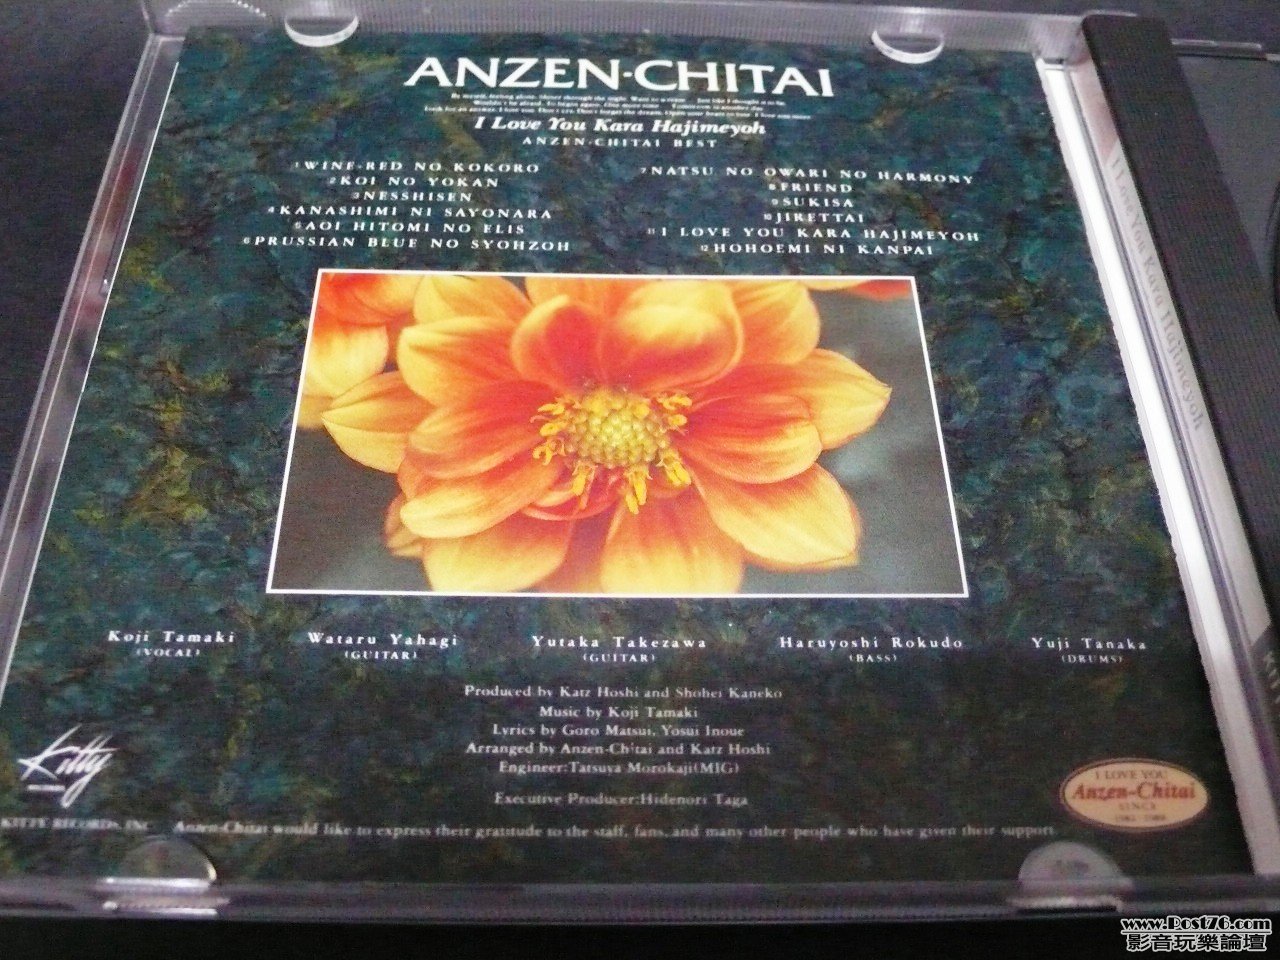 ANZEN-CHITAI
I Love You Kara Hajimeyoh
ANZEN-CHITAI BEST
1 WINE-RED NO KOKORO
2 KOI NO YOKAN
3 NESSHISEN
4 KANASHIMI NI SAYONARA
5 AOI HITOMI NO ELIS
6 PRUSSIAN BLUE NO SYOHZOH
7 NATSU NO OWARI NO HARMONY
8 FRIEND
9 SUKISA
10 JIRETTAI
11 I LOVE YOU KARA HAJIMEYOH
12 HOHOEMI NI KANPAI
Koji Tamaki
(VOCAL)
Wataru Yahagi
(GUITAR)
Yutaka Takezawa
(GUITAR)
Haruyoshi Rokudo
(BASS)
Yuji Tanaka
(DRUMS)
Produced by Katz Hoshi and Shohei Kaneko
Music by Koji Tamaki
Lyrics by Goro Matsui, Yosui Inoue
Arranged by Anzen-Chitai and Katz Hoshi
Engineer:Tatsuya Morokaji(MIG)
Executive Producer:Hidenori Taga
Kitty
KITTY RECORDS, INC.
Anzen-Chitai would like to express their gratitude to the staff, fans, and many other people who have given their support.
I LOVE YOU
Anzen-Chitai
SINCE
I Love You Kara Hajimeyoh
www.Post76.com
影音玩樂論壇